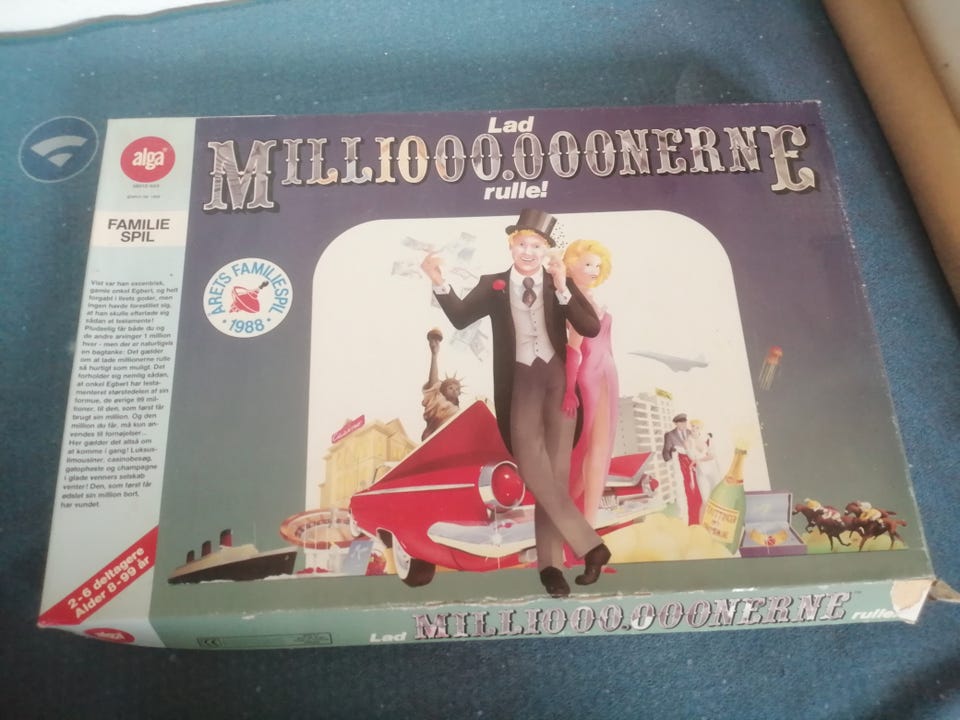 Lad
MILLIOOO.OOONERNE
rulle!
alga
FAMILIE
SPIL
ÅRETS FAMILIESPIL
1988
Vist var han excentrisk,
gamle onkel Egbert, og helt
forgabt i livets goder, men
ingen havde forestillet sig,
at han skulle efterlade sig
sådan et testamente!
Pludselig får både du og
de andre arvinger 1 million
hver - men der er naturligvis
en bagtanke: Det gælder
om at lade millionerne rulle
så hurtigt som muligt. Det
forholder sig nemlig sådan,
at onkel Egbert har testa-
menteret størstedelen af sin
formue, de øvrige 99 mil-
lioner, til den, som først får
brugt sin million. Og den
million du får, må kun an-
vendes til fornøjelser...
Her gælder det altså om
at komme i gang! Luksus-
limousiner, casinobesøg,
galopheste og champagne
i glade venners selskab
venter! Den, som først får
ødslet sin million bort,
har vundet.
Casino
2-6 deltagere
Alder 8-99 år
alga
Lad MILLIOOO.OOONERNE rulle!